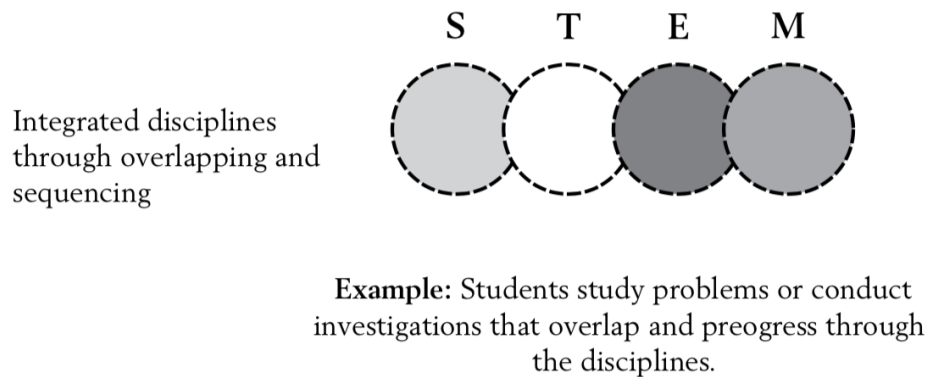 S T E M
Integrated disciplines
through overlapping and
sequencing
Example: Students study problems or conduct
investigations that overlap and preogress through
the disciplines.